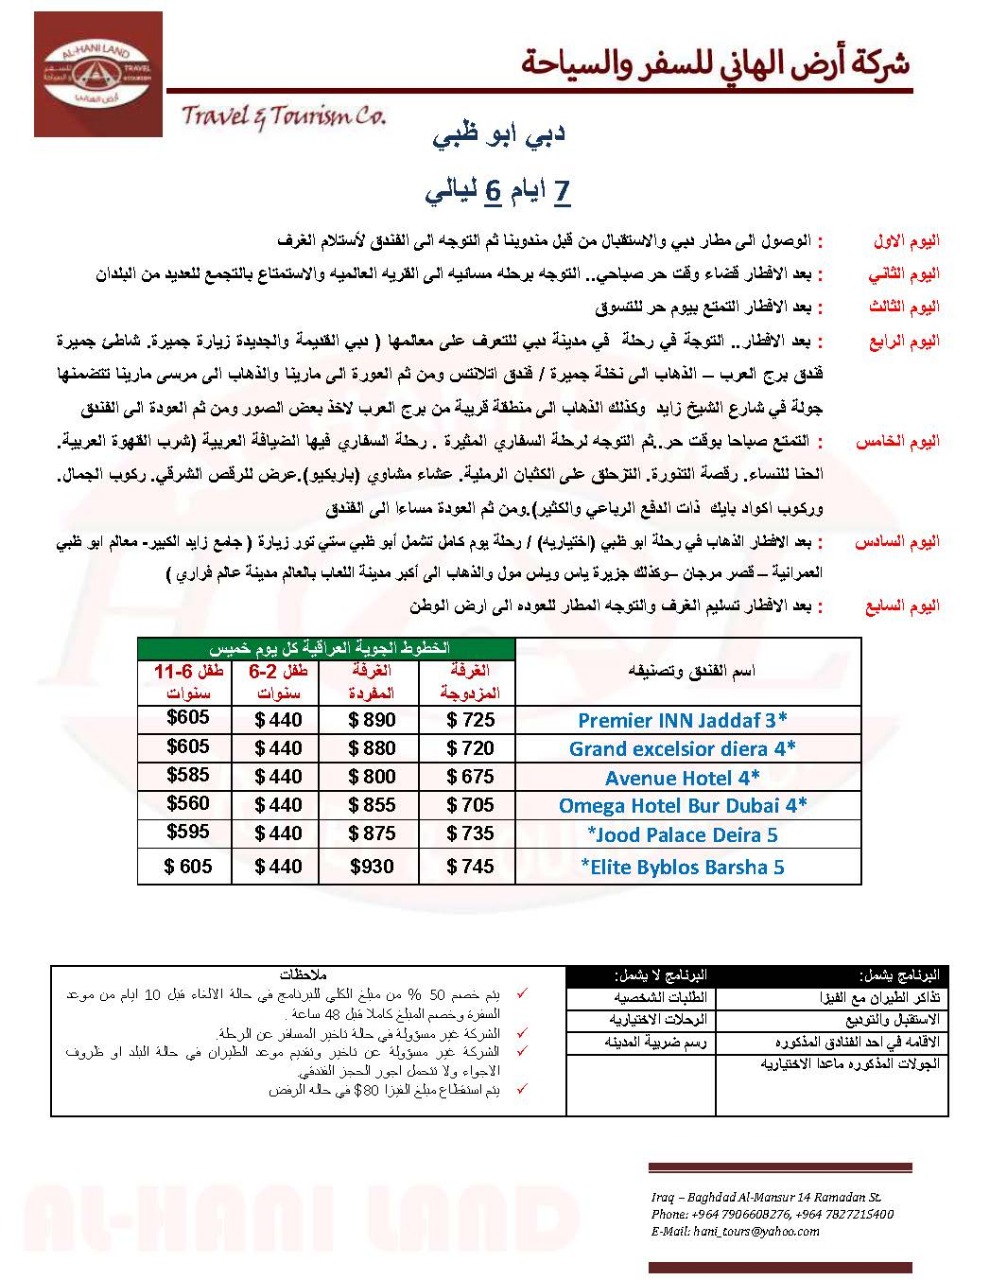 شركة أرض الهاني للسفر والسياحة
AL-HANI LAND
TRAVEL
&TOURISM
للسفر
والسياحة
أرض الهاني
Travel & Tourism Co.
دبي ابو ظبي
7 ايام 6 ليالي
اليوم الاول : الوصول الى مطار دبي والاستقبال من قبل مندوبنا ثم التوجه الى الفندق لأستلام الغرف
اليوم الثاني : بعد الافطار قضاء وقت حر صباحي.. التوجه برحله مسائيه الى القريه العالميه والاستمتاع بالتجمع للعديد من البلدان
اليوم الثالث : بعد الافطار التمتع بيوم حر للتسوق
اليوم الرابع : بعد الافطار.. التوجة في رحلة في مدينة دبي للتعرف على معالمها ( دبي القديمة والجديدة زيارة جميرة. شاطئ جميرة
فندق برج العرب – الذهاب الى نخلة جميرة / فندق اتلانتس ومن ثم العورة الى مارينا والذهاب الى مرسى مارينا تتضمنها
جولة في شارع الشيخ زايد وكذلك الذهاب الى منطقة قريبة من برج العرب لاخذ بعض الصور ومن ثم العودة الى الفندق
اليوم الخامس : التمتع صباحا بوقت حر..ثم التوجه لرحلة السفاري المثيرة . رحلة السفاري فيها الضيافة العربية (شرب القهوة العربية.
الحنا للنساء. رقصة التنورة. التزحلق على الكثبان الرملية. عشاء مشاوي (باربكيو).عرض للرقص الشرقي. ركوب الجمال.
وركوب اكواد بايك ذات الدفع الرباعي والكثير).ومن ثم العودة مساءا الى الفندق
اليوم السادس : بعد الافطار الذهاب في رحلة ابو ظبي (اختياريه) / رحلة يوم كامل تشمل أبو ظبي ستي تور زيارة ( جامع زايد الكبير- معالم ابو ظبي
العمرانية – قصر مرجان –وكذلك جزيرة ياس وياس مول والذهاب الى أكبر مدينة اللعاب بالعالم مدينة عالم فراري )
اليوم السابع : بعد الافطار تسليم الغرف والتوجه المطار للعوده الى ارض الوطن
الخطوط الجوية العراقية كل يوم خميس
اسم الفندق وتصنيفه الغرفة المزدوجة الغرفة المفردة طفل 2-6 سنوات طفل 6-11 سنوات
Premier INN Jaddaf 3* $ 725 $ 890 $ 440 $605
Grand excelsior diera 4* $ 720 $ 880 $ 440 $605
Avenue Hotel 4* $ 675 $ 800 $ 440 $585
Omega Hotel Bur Dubai 4* $ 705 $ 855 $ 440 $560
*Jood Palace Deira 5 $ 735 $ 875 $ 440 $595
*Elite Byblos Barsha 5 $ 745 $930 $ 440 $ 605
البرنامج يشمل:
تذاكر الطيران مع الفيزا
الاستقبال والتوديع
الاقامه في احد الفنادق المذكوره
الجولات المذكوره ماعدا الاختياريه
البرنامج لا يشمل:
الطلبات الشخصيه
الرحلات الاختياريه
رسم ضريبة المدينه
ملاحظات
✓ يتم خصم 50 % من مبلغ الكلي للبرنامج في حالة الالغاء قبل 10 ايام من موعد
السفرة وخصم المبلغ كاملا قبل 48 ساعة .
✓ الشركة غير مسؤولة في حالة تاخير المسافر عن الرحلة.
✓ الشركة غير مسؤولة عن تاخير وتقديم موعد الطيران في حالة البلد او ظروف
الاجواء ولا تتحمل اجور الحجز الفندقي.
✓ يتم استقطاع مبلغ الفيزا 80$ في حاله الرفض
Iraq – Baghdad Al-Mansur 14 Ramadan St.
Phone: +964 7906608276, +964 7827215400
E-Mail: hani_tours@yahoo.com
AL-HANI LAND